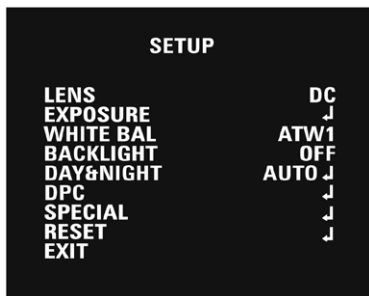 SETUP
LENS DC
EXPOSURE ↲
WHITE BAL ATW1
BACKLIGHT OFF
DAY&NIGHT AUTO ↲
DPC ↲
SPECIAL ↲
RESET ↲
EXIT